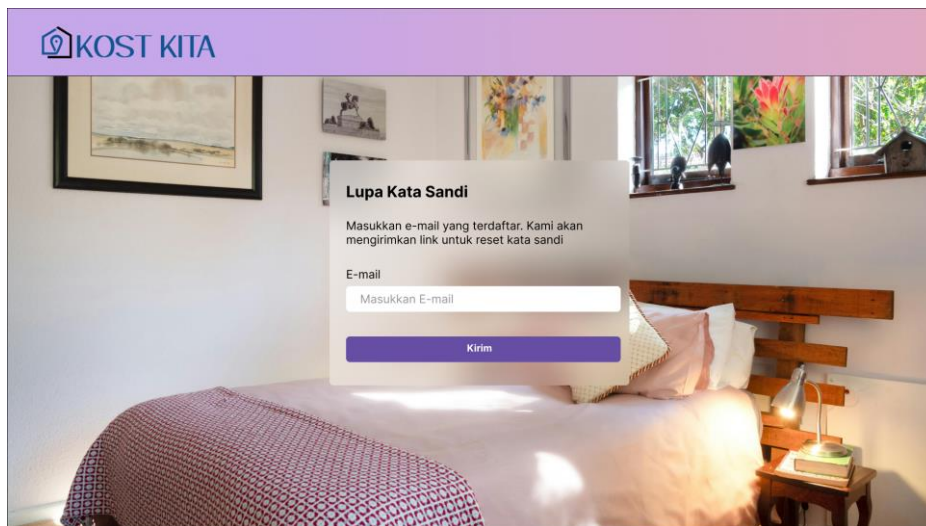 KOST KITA
Lupa Kata Sandi
Masukkan e-mail yang terdaftar. Kami akan
mengirimkan link untuk reset kata sandi
E-mail
Masukkan E-mail
Kirim